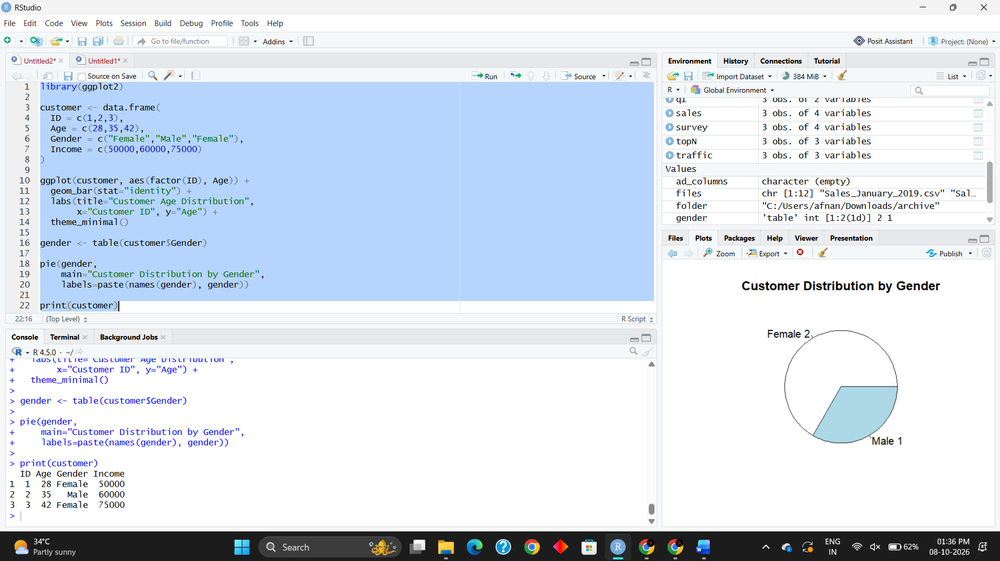 RStudio
File Edit Code View Plots Session Build Debug Profile Tools Help
Go to file/function Addins Posit Assistant Project: (None)
Untitled2* Untitled1*
Source on Save Run Source
1 library(ggplot2)
2
3 customer <- data.frame(
4 ID = c(1,2,3),
5 Age = c(28,35,42),
6 Gender = c("Female","Male","Female"),
7 Income = c(50000,60000,75000)
8 )
9
10 ggplot(customer, aes(factor(ID), Age)) +
11 geom_bar(stat="identity") +
12 labs(title="Customer Age Distribution",
13 x="Customer ID", y="Age") +
14 theme_minimal()
15
16 gender <- table(customer$Gender)
17
18 pie(gender,
19 main="Customer Distribution by Gender",
20 labels=paste(names(gender), gender))
21
22 print(customer)
22:16 (Top Level) R Script
Console Terminal Background Jobs
R 4.5.0 · ~/
+ labs(title="Customer Age Distribution",
+ x="Customer ID", y="Age") +
+ theme_minimal()
>
> gender <- table(customer$Gender)
>
> pie(gender,
+ main="Customer Distribution by Gender",
+ labels=paste(names(gender), gender))
>
> print(customer)
ID Age Gender Income
1 1 28 Female 50000
2 2 35 Male 60000
3 3 42 Female 75000
>
Environment History Connections Tutorial
Import Dataset 384 MiB List
R Global Environment
3 obs. of 2 variables
sales 3 obs. of 4 variables
survey 3 obs. of 4 variables
topN 3 obs. of 3 variables
traffic 3 obs. of 3 variables
Values
ad_columns character (empty)
files chr [1:12] "Sales_January_2019.csv" "Sal…
folder "C:/Users/afnan/Downloads/archive"
gender 'table' int [1:2(1d)] 2 1
Files Plots Packages Help Viewer Presentation
Zoom Export Publish
Customer Distribution by Gender
Female 2
Male 1
34°C
Partly sunny
Search
ENG
IN
62%
01:36 PM
08-10-2026